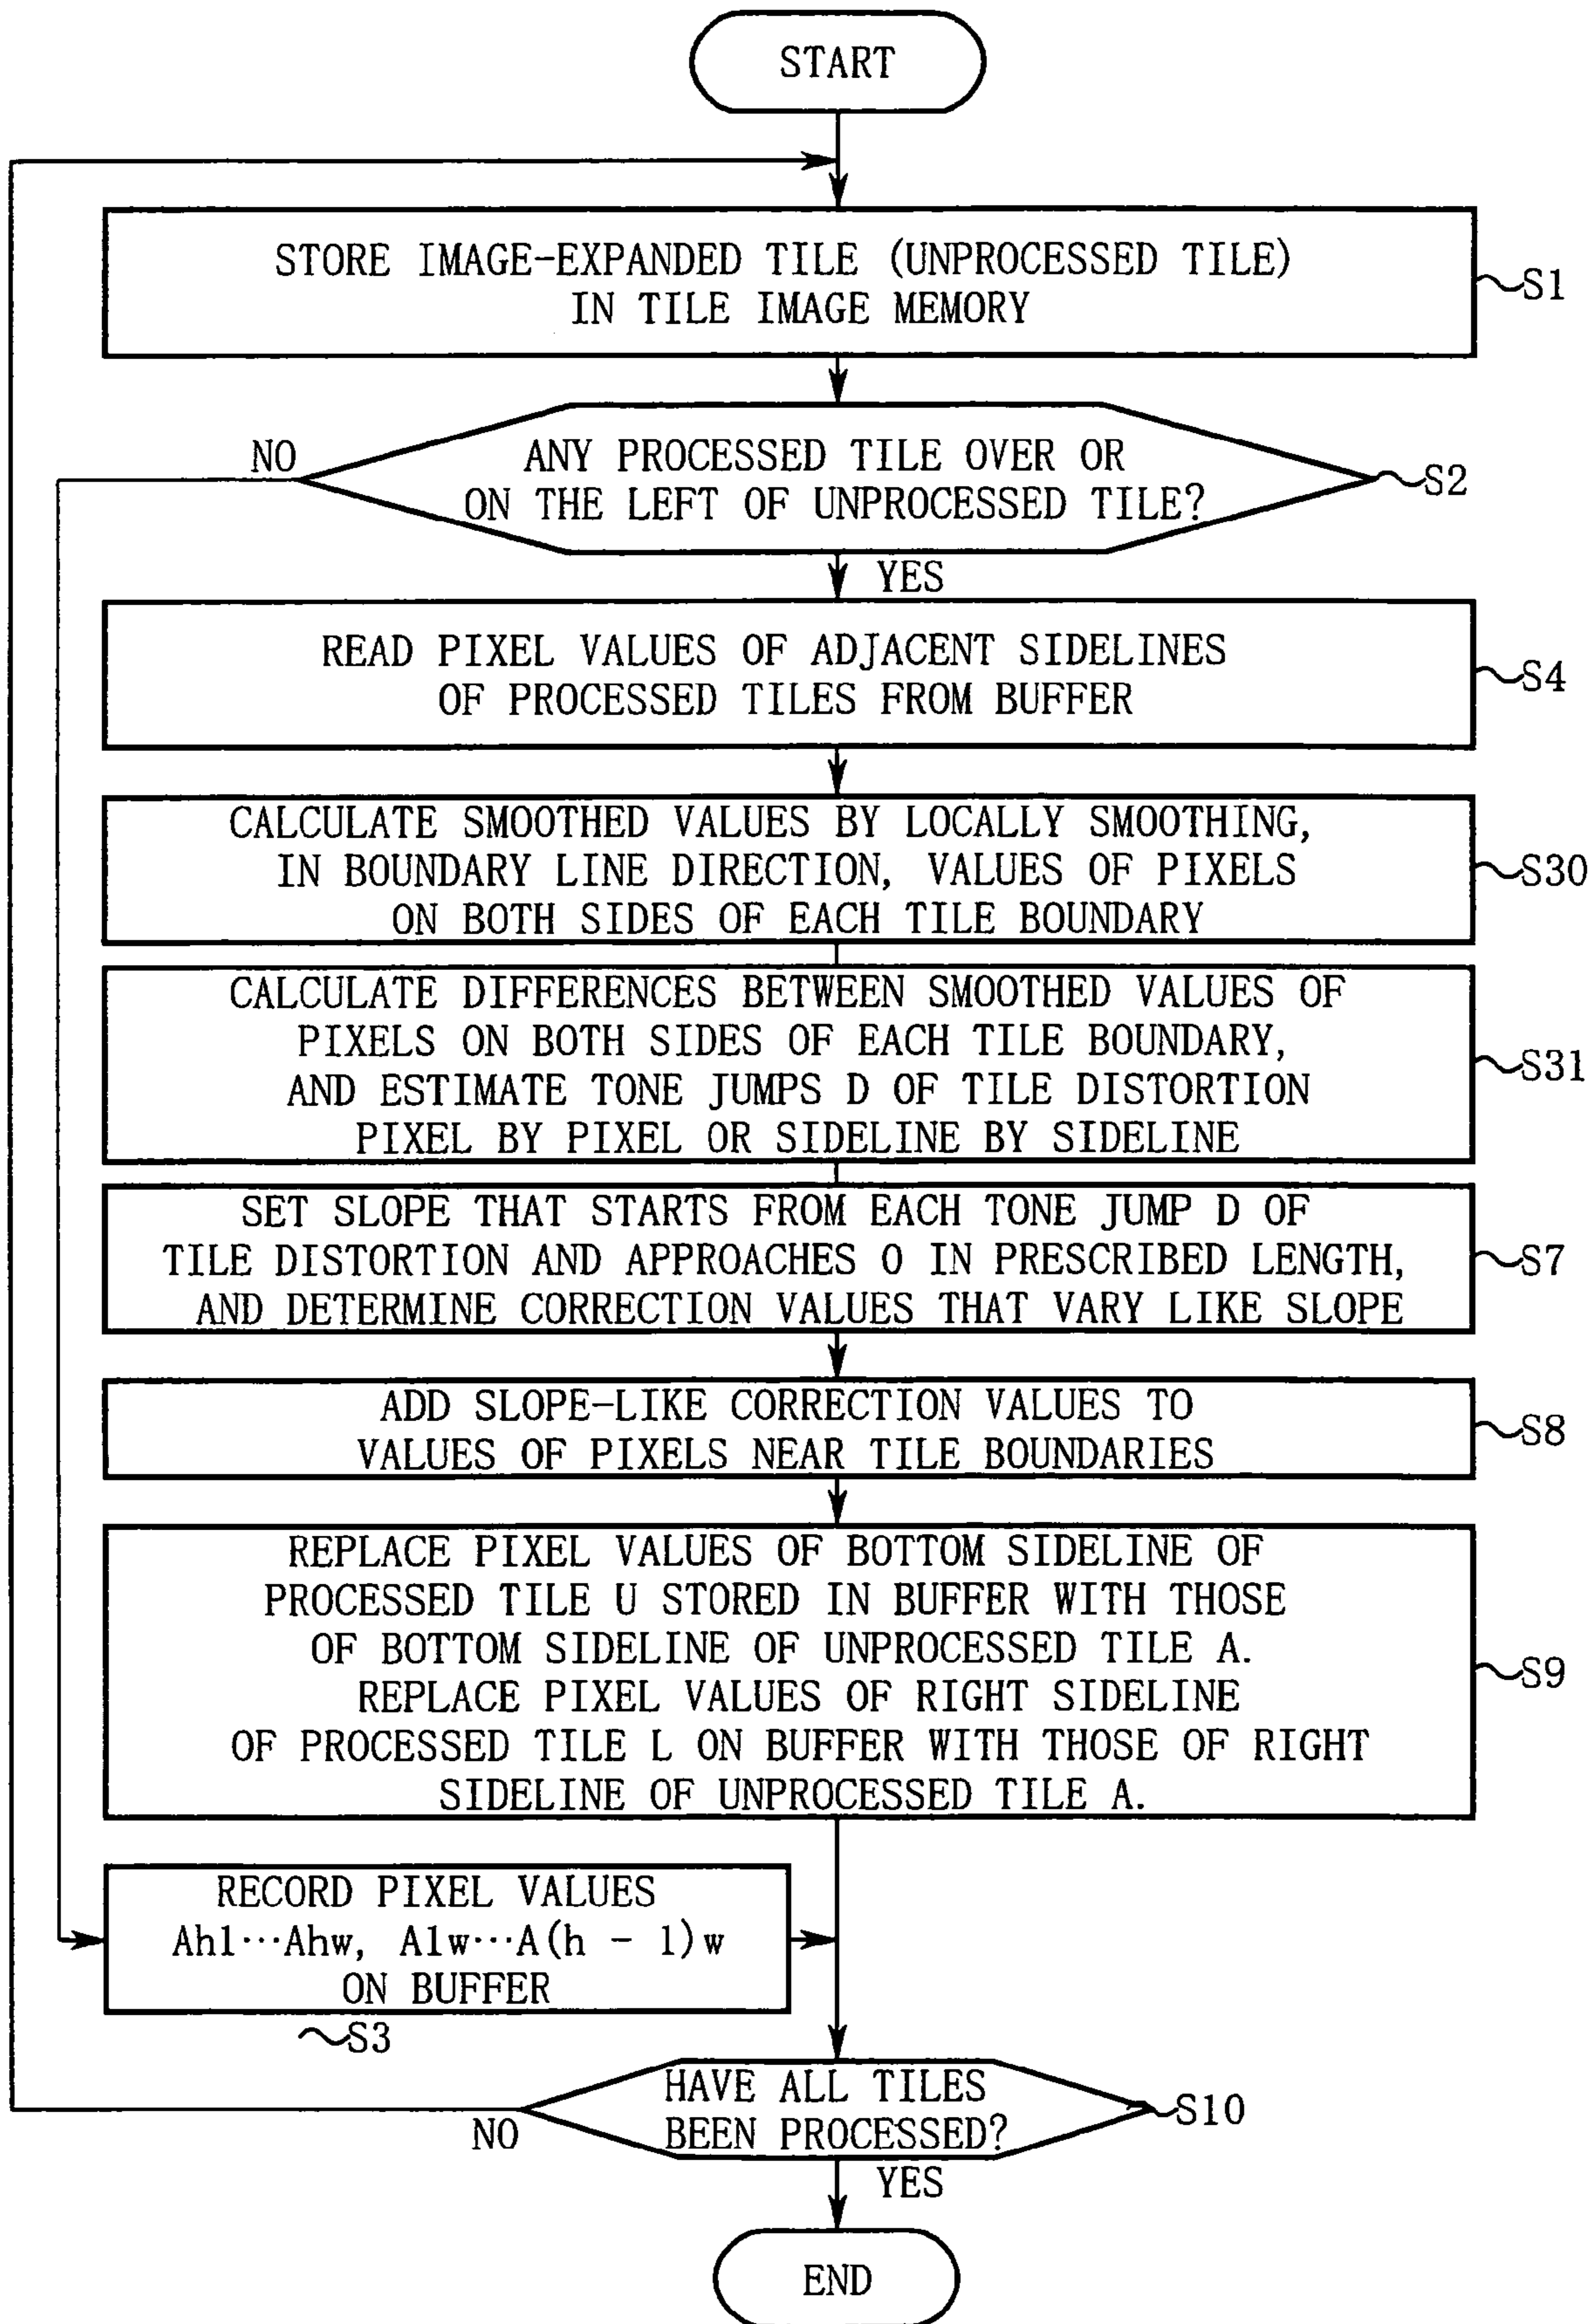 START
STORE IMAGE-EXPANDED TILE (UNPROCESSED TILE)
IN TILE IMAGE MEMORY
S1
NO
ANY PROCESSED TILE OVER OR
ON THE LEFT OF UNPROCESSED TILE?
S2
YES
READ PIXEL VALUES OF ADJACENT SIDELINES
OF PROCESSED TILES FROM BUFFER
S4
CALCULATE SMOOTHED VALUES BY LOCALLY SMOOTHING,
IN BOUNDARY LINE DIRECTION, VALUES OF PIXELS
ON BOTH SIDES OF EACH TILE BOUNDARY
S30
CALCULATE DIFFERENCES BETWEEN SMOOTHED VALUES OF
PIXELS ON BOTH SIDES OF EACH TILE BOUNDARY,
AND ESTIMATE TONE JUMPS D OF TILE DISTORTION
PIXEL BY PIXEL OR SIDELINE BY SIDELINE
S31
SET SLOPE THAT STARTS FROM EACH TONE JUMP D OF
TILE DISTORTION AND APPROACHES 0 IN PRESCRIBED LENGTH,
AND DETERMINE CORRECTION VALUES THAT VARY LIKE SLOPE
S7
ADD SLOPE-LIKE CORRECTION VALUES TO
VALUES OF PIXELS NEAR TILE BOUNDARIES
S8
REPLACE PIXEL VALUES OF BOTTOM SIDELINE OF
PROCESSED TILE U STORED IN BUFFER WITH THOSE
OF BOTTOM SIDELINE OF UNPROCESSED TILE A.
REPLACE PIXEL VALUES OF RIGHT SIDELINE
OF PROCESSED TILE L ON BUFFER WITH THOSE OF RIGHT
SIDELINE OF UNPROCESSED TILE A.
S9
RECORD PIXEL VALUES
Ah1···Ahw, A1w···A(h - 1)w
ON BUFFER
S3
HAVE ALL TILES
BEEN PROCESSED?
S10
NO
YES
END